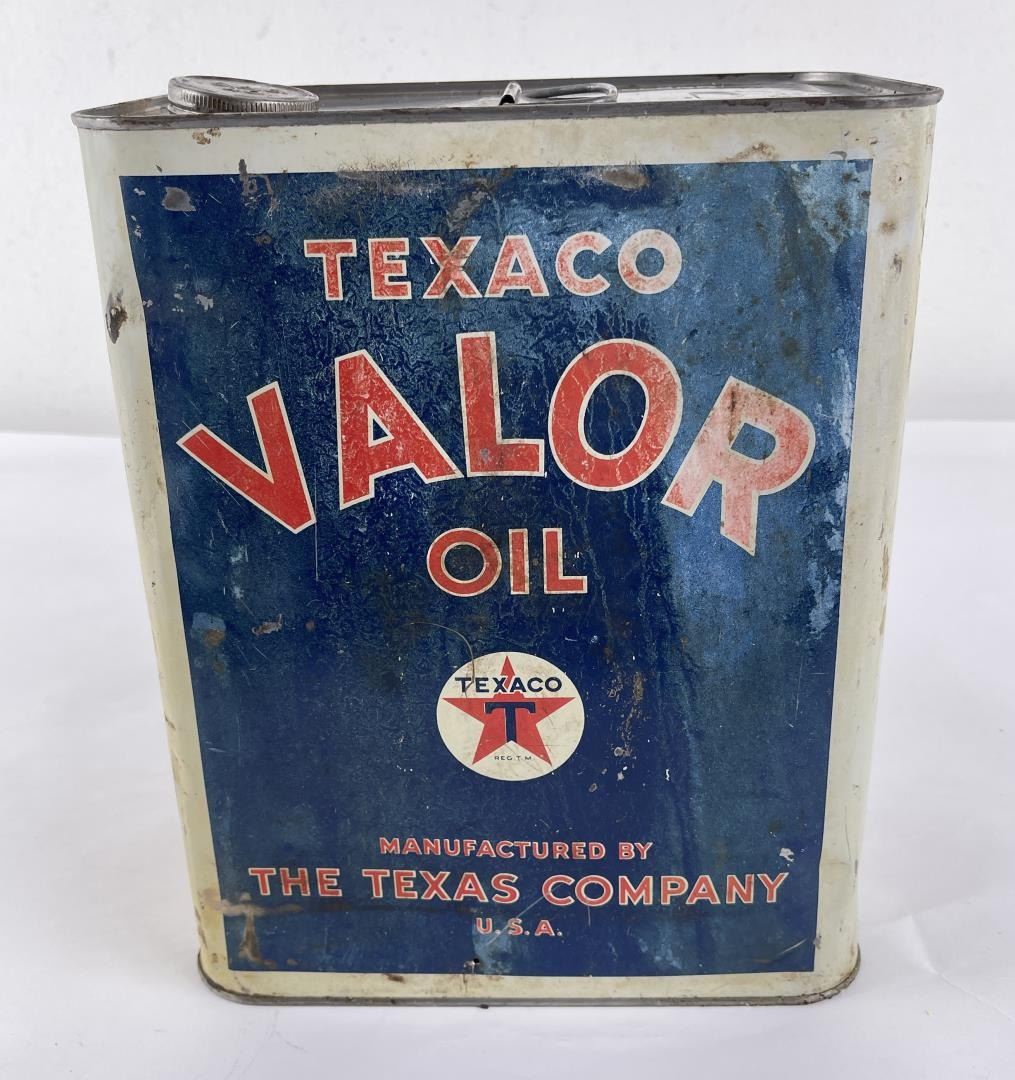 TEXACO
VALOR
OIL
TEXACO
T
REG. T.M.
MANUFACTURED BY
THE TEXAS COMPANY
U.S.A.